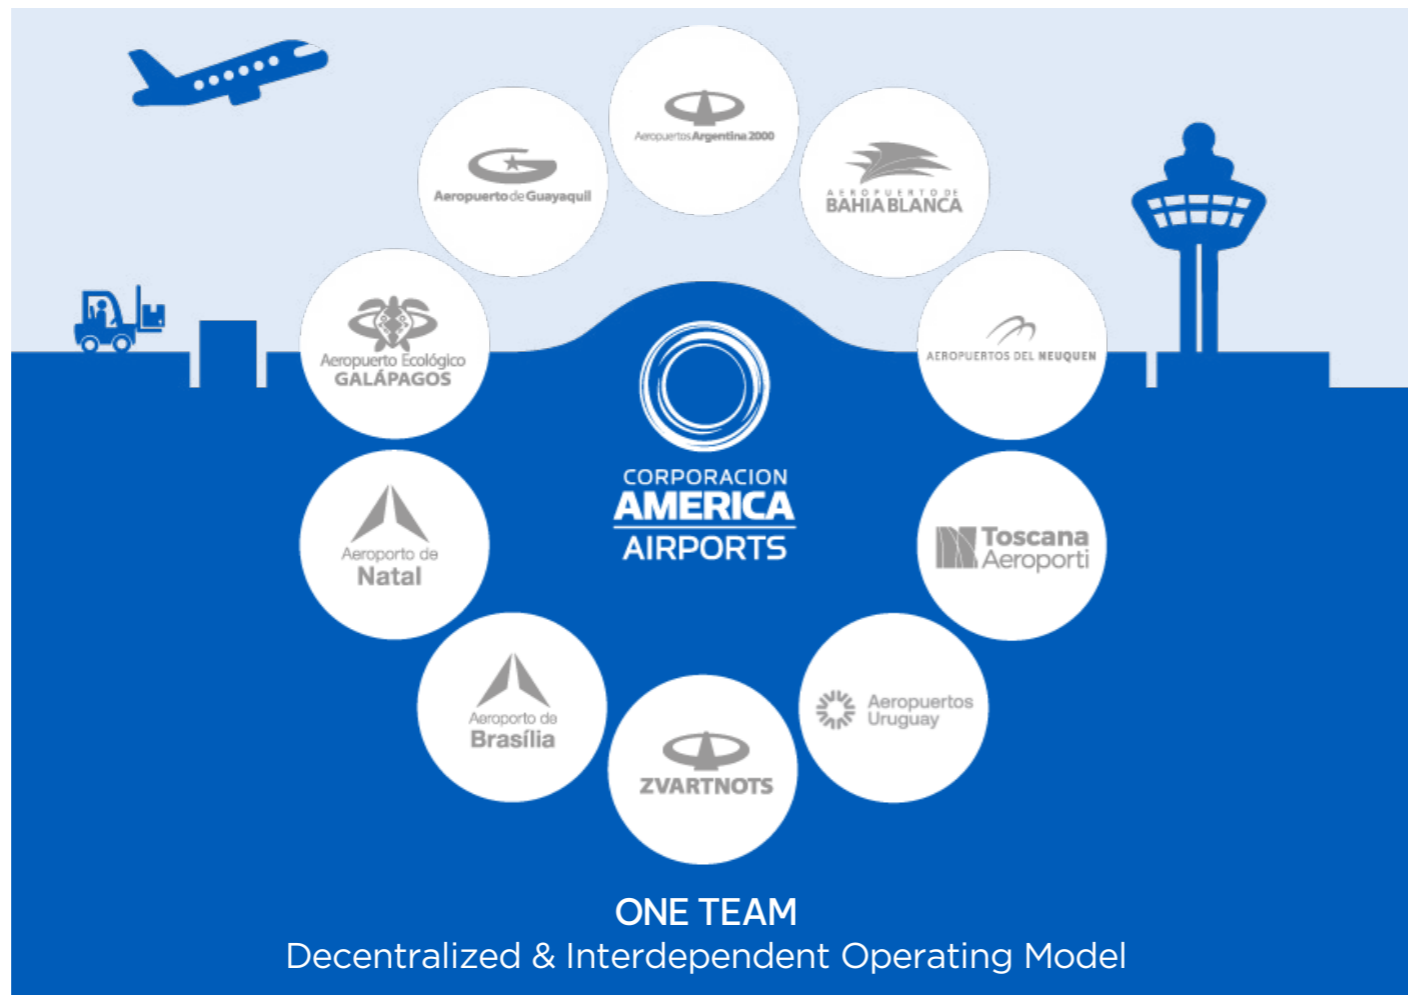 Aeropuertos Argentina 2000
Aeropuerto de Guayaquil
AEROPUERTO DE
BAHIA BLANCA
Aeropuerto Ecológico
GALÁPAGOS
AEROPUERTOS DEL NEUQUEN
CORPORACION
AMERICA
AIRPORTS
Aeroporto de
Natal
Toscana
Aeroporti
Aeroporto de
Brasília
Aeropuertos
Uruguay
ZVARTNOTS
ONE TEAM
Decentralized & Interdependent Operating Model